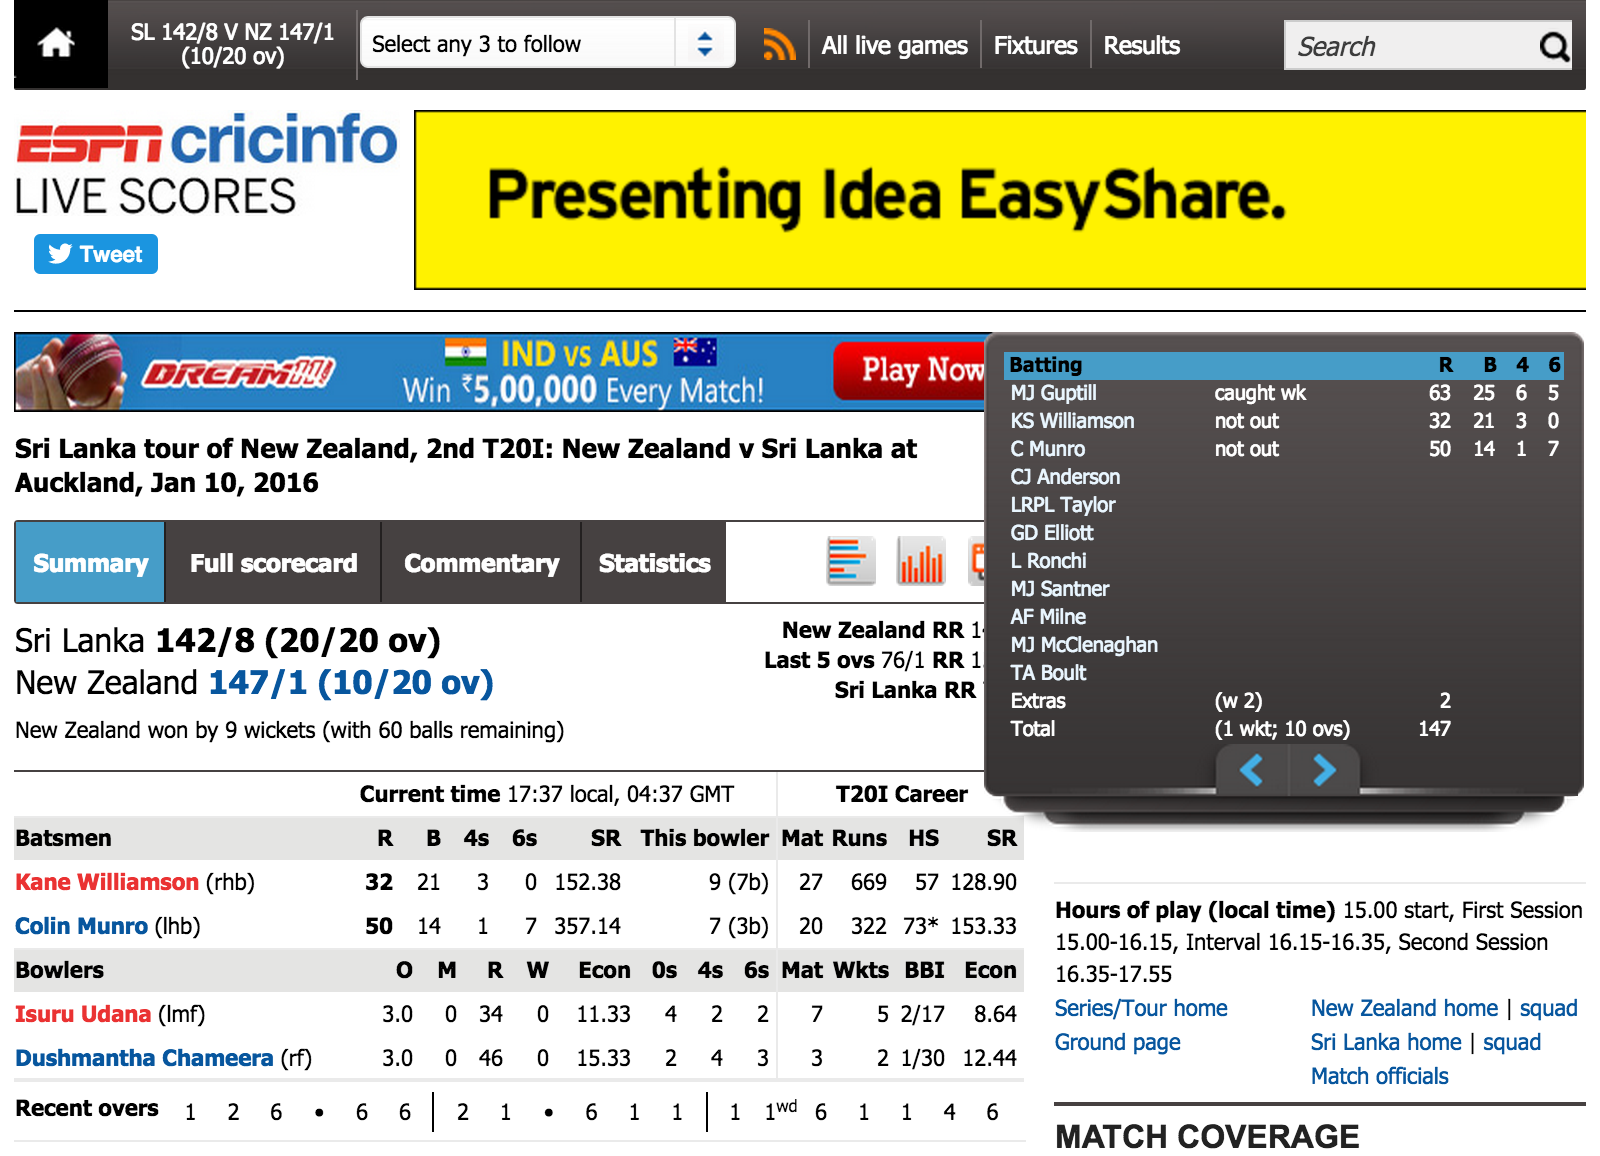 SL 142/8 V NZ 147/1
(10/20 ov)
Select any 3 to follow
All live games
Fixtures
Results
Search
ESPN cricinfo
LIVE SCORES
Tweet
Presenting Idea EasyShare.
DREAM11
IND vs AUS
Win ₹5,00,000 Every Match!
Play Now
Sri Lanka tour of New Zealand, 2nd T20I: New Zealand v Sri Lanka at
Auckland, Jan 10, 2016
Summary
Full scorecard
Commentary
Statistics
Sri Lanka 142/8 (20/20 ov)
New Zealand 147/1 (10/20 ov)
New Zealand won by 9 wickets (with 60 balls remaining)
New Zealand RR
Last 5 ovs 76/1 RR
Sri Lanka RR
Batting R B 4 6
MJ Guptill caught wk 63 25 6 5
KS Williamson not out 32 21 3 0
C Munro not out 50 14 1 7
CJ Anderson
LRPL Taylor
GD Elliott
L Ronchi
MJ Santner
AF Milne
MJ McClenaghan
TA Boult
Extras (w 2) 2
Total (1 wkt; 10 ovs) 147
Current time 17:37 local, 04:37 GMT T20I Career
Batsmen R B 4s 6s SR This bowler Mat Runs HS SR
Kane Williamson (rhb) 32 21 3 0 152.38 9 (7b) 27 669 57 128.90
Colin Munro (lhb) 50 14 1 7 357.14 7 (3b) 20 322 73* 153.33
Bowlers O M R W Econ 0s 4s 6s Mat Wkts BBI Econ
Isuru Udana (lmf) 3.0 0 34 0 11.33 4 2 2 7 5 2/17 8.64
Dushmantha Chameera (rf) 3.0 0 46 0 15.33 2 4 3 3 2 1/30 12.44
Recent overs 1 2 6 • 6 6 | 2 1 • 6 1 1 | 1 1wd 6 1 1 4 6
Hours of play (local time) 15.00 start, First Session
15.00-16.15, Interval 16.15-16.35, Second Session
16.35-17.55
Series/Tour home
New Zealand home | squad
Ground page
Sri Lanka home | squad
Match officials
MATCH COVERAGE